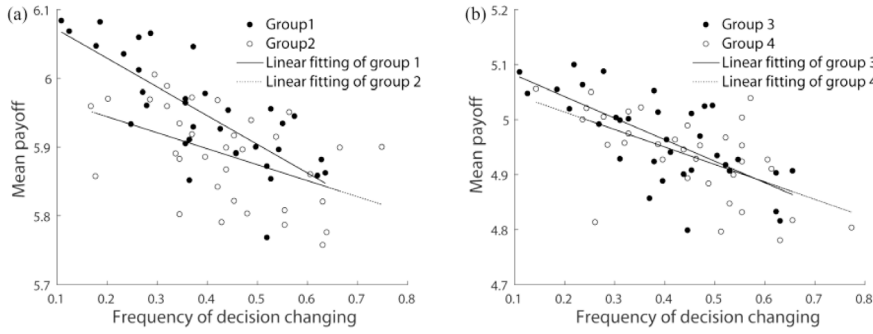 (a)
6.1
6
5.9
5.8
5.7
Mean payoff
Group1
Group2
Linear fitting of group 1
Linear fitting of group 2
0.1 0.2 0.3 0.4 0.5 0.6 0.7 0.8
Frequency of decision changing
(b)
5.2
5.1
5
4.9
4.8
4.7
Mean payoff
Group 3
Group 4
Linear fitting of group 3
Linear fitting of group 4
0.1 0.2 0.3 0.4 0.5 0.6 0.7 0.8
Frequency of decision changing